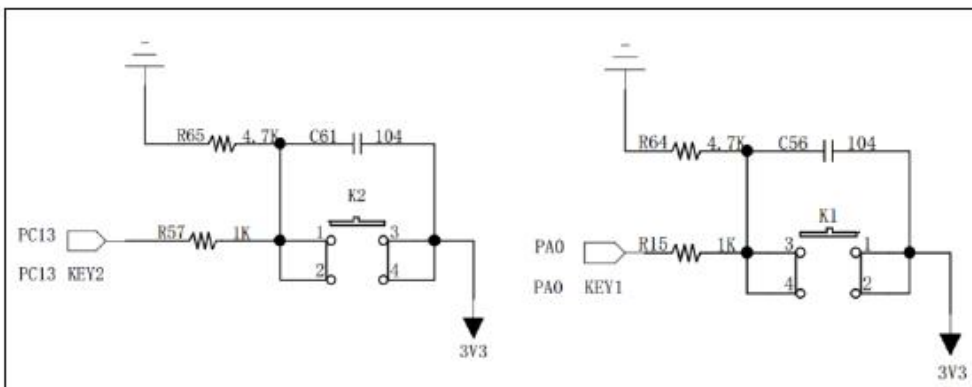 R65 4.7K C61 104
K2
PC13 R57 1K 1 3
2 4
PC13 KEY2
3V3
R64 4.7K C56 104
K1
PA0 R15 1K 3 1
4 2
PA0 KEY1
3V3